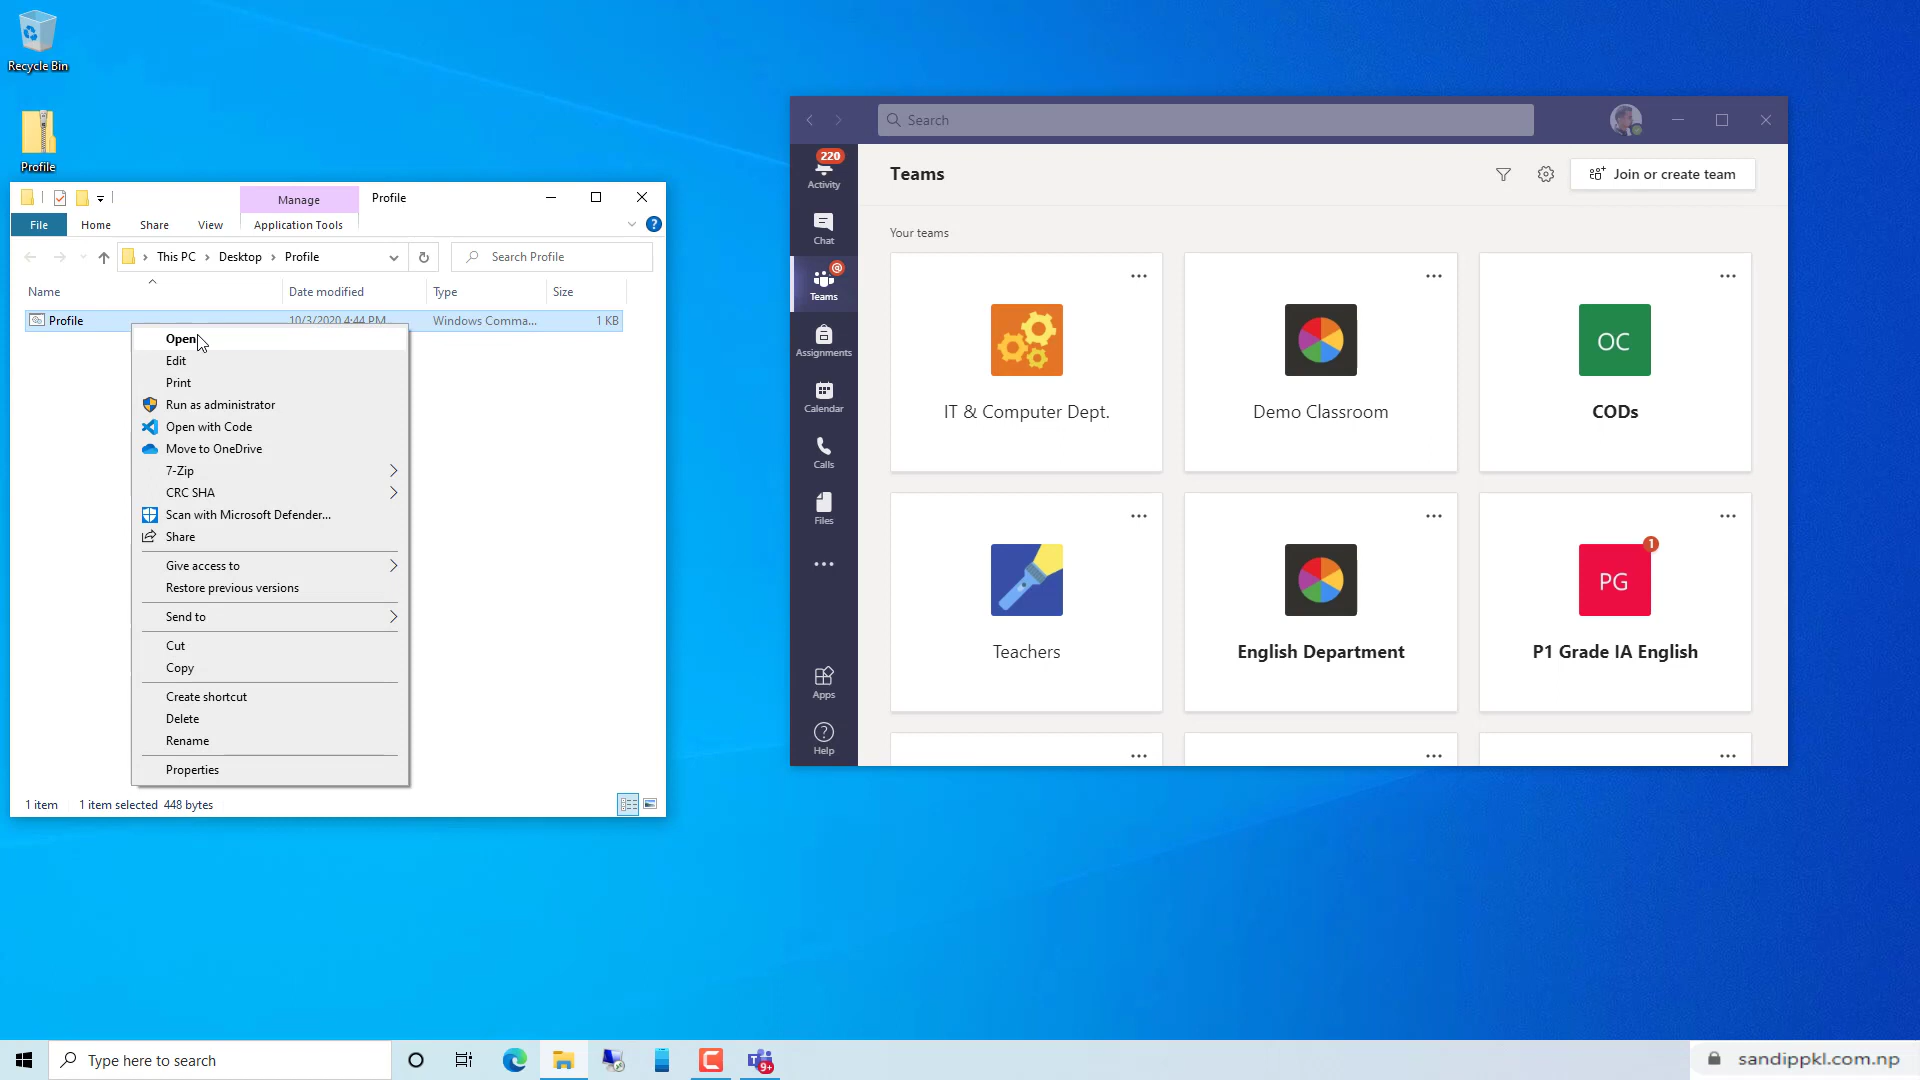 Recycle Bin
Profile
Manage
Profile
File
Home
Share
View
Application Tools
This PC
Desktop
Profile
Search Profile
Name
Date modified
Type
Size
Profile
10/3/2020 4:44 PM
Windows Comma...
1 KB
Open
Edit
Print
Run as administrator
Open with Code
Move to OneDrive
7-Zip
CRC SHA
Scan with Microsoft Defender...
Share
Give access to
Restore previous versions
Send to
Cut
Copy
Create shortcut
Delete
Rename
Properties
1 item
1 item selected 448 bytes
Search
220
Activity
Chat
Teams
Assignments
Calendar
Calls
Files
Apps
Help
Teams
Join or create team
Your teams
IT & Computer Dept.
Demo Classroom
OC
CODs
Teachers
English Department
1
PG
P1 Grade IA English
Type here to search
T
9+
sandippkl.com.np